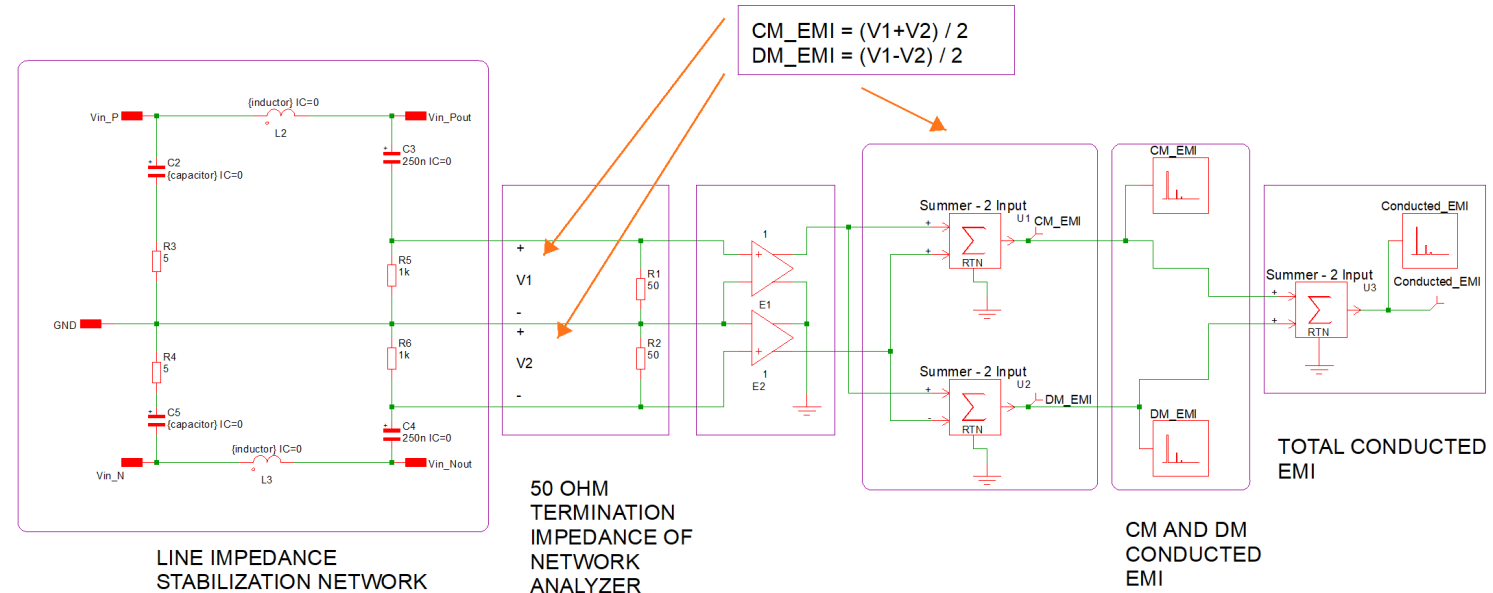 CM_EMI = (V1+V2) / 2
DM_EMI = (V1-V2) / 2
{inductor} IC=0
L2
Vin_P
Vin_Pout
C2
{capacitor} IC=0
C3
250n IC=0
R3
5
R5
1k
GND
R4
5
R6
1k
C5
{capacitor} IC=0
C4
250n IC=0
{inductor} IC=0
L3
Vin_N
Vin_Nout
LINE IMPEDANCE
STABILIZATION NETWORK
+
V1
-
+
V2
-
R1
50
R2
50
50 OHM
TERMINATION
IMPEDANCE OF
NETWORK
ANALYZER
1
+
E1
+
1
E2
Summer - 2 Input
U1
CM_EMI
+
+
Σ
RTN
Summer - 2 Input
U2
DM_EMI
+
-
Σ
RTN
CM_EMI
DM_EMI
CM AND DM
CONDUCTED
EMI
Conducted_EMI
Summer - 2 Input
U3
Conducted_EMI
+
+
Σ
RTN
TOTAL CONDUCTED
EMI